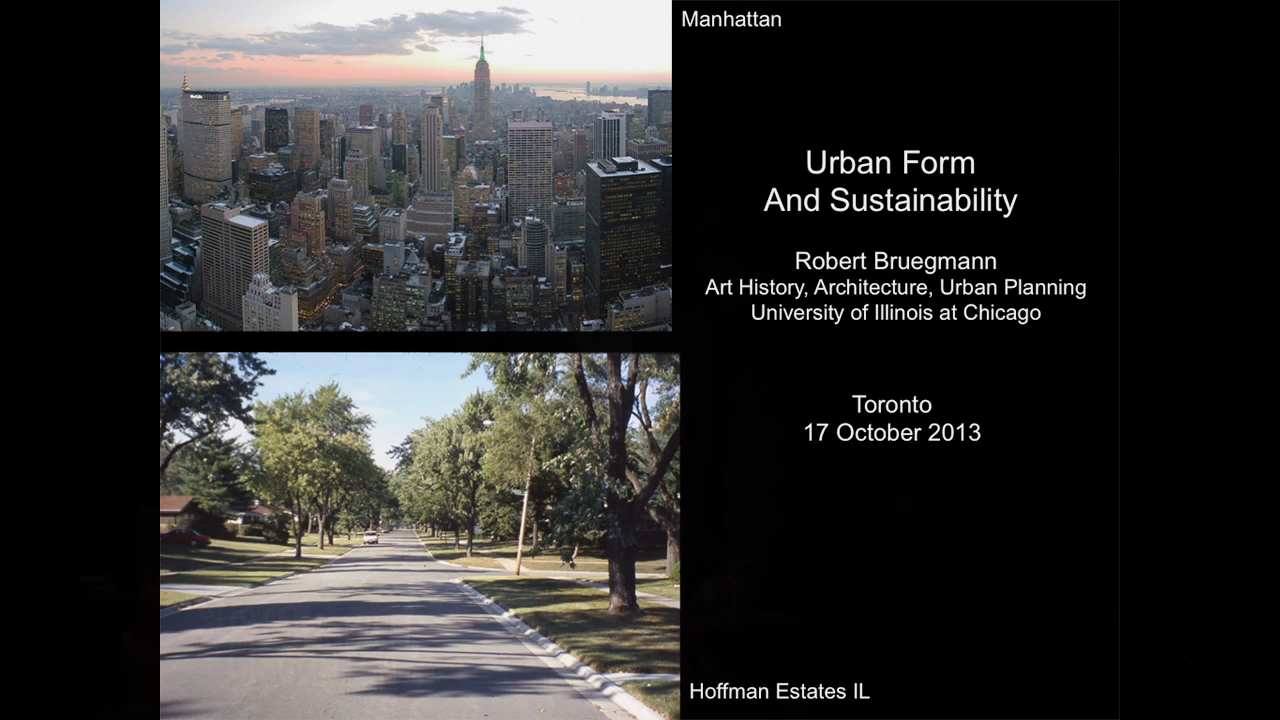 Manhattan
Urban Form
And Sustainability
Robert Bruegmann
Art History, Architecture, Urban Planning
University of Illinois at Chicago
Toronto
17 October 2013
Hoffman Estates IL